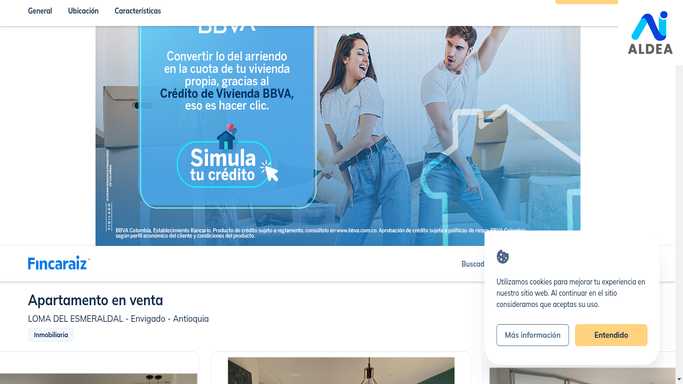 General
Ubicación
Características
ALDEA
BBVA
Convertir lo del arriendo
en la cuota de tu vivienda
propia, gracias al
Crédito de Vivienda BBVA,
eso es hacer clic.
Simula
tu crédito
BBVA Colombia. Establecimiento Bancario. Producto de crédito sujeto a reglamento, consúltelo en www.bbva.com.co. Aprobación de crédito sujeta a políticas de riesgo BBVA Colombia
según perfil económico del cliente y condiciones del producto.
Fincaraíz
Buscad
Apartamento en venta
LOMA DEL ESMERALDAL - Envigado - Antioquia
Inmobiliaria
Utilizamos cookies para mejorar tu experiencia en
nuestro sitio web. Al continuar en el sitio
consideramos que aceptas su uso.
Más información
Entendido